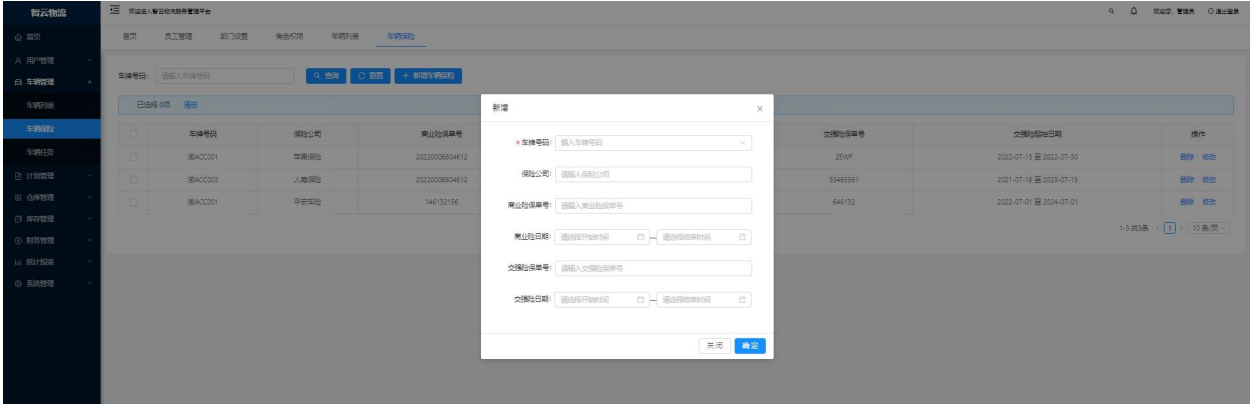 智云物流
欢迎进入智云物流服务管理平台
欢迎您，管理员 退出登录
首页
用户管理
车辆管理
车辆列表
车辆保险
车辆任务
计划管理
仓库管理
库存管理
财务管理
统计报表
系统管理
首页 员工管理 部门设置 角色权限 车辆列表 车辆保险
车牌号码: 请输入车牌号码 查询 重置 + 新增车辆保险
已选择 0项 清空
车牌号码 保险公司 商业险保单号 交强险保单号 交强险起始日期 操作
渝ACC001 苹果保险 20220006804612 2EWF 2022-07-15 至 2022-07-30 删除 修改
渝ACC003 人寿保险 20220006804612 35465561 2021-07-16 至 2023-07-15 删除 修改
渝ACC001 平安车险 146132156 646132 2022-07-01 至 2024-07-01 删除 修改
1-3 共3条 < 1 > 10 条/页
新增
* 车牌号码: 输入车牌号码
保险公司: 请输入保险公司
商业险保单号: 请输入商业险保单号
商业险日期: 请选择开始时间 — 请选择结束时间
交强险保单号: 请输入交强险保单号
交强险日期: 请选择开始时间 — 请选择结束时间
关闭 确定